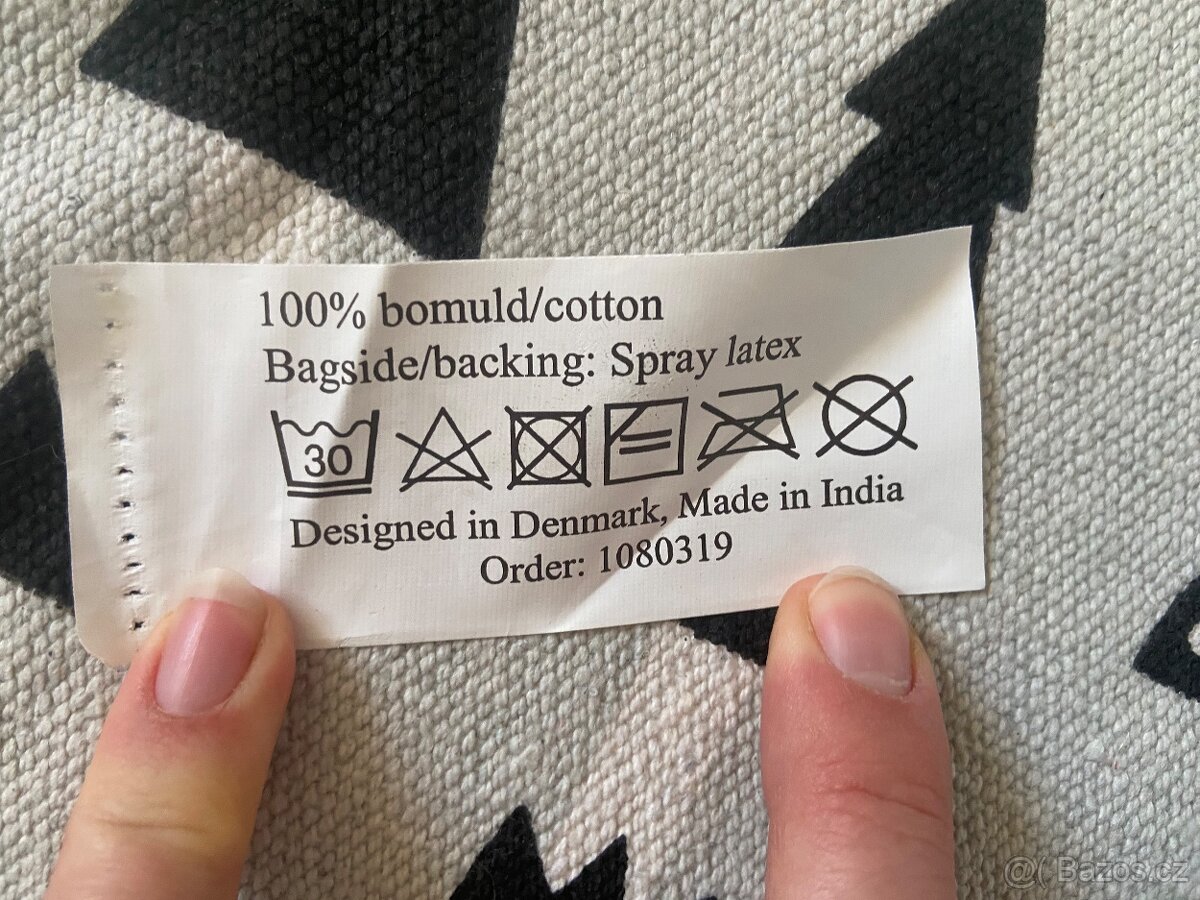 100% bomuld/cotton
Bagside/backing: Spray latex
30
Designed in Denmark, Made in India
Order: 1080319
@( Bazos.cz